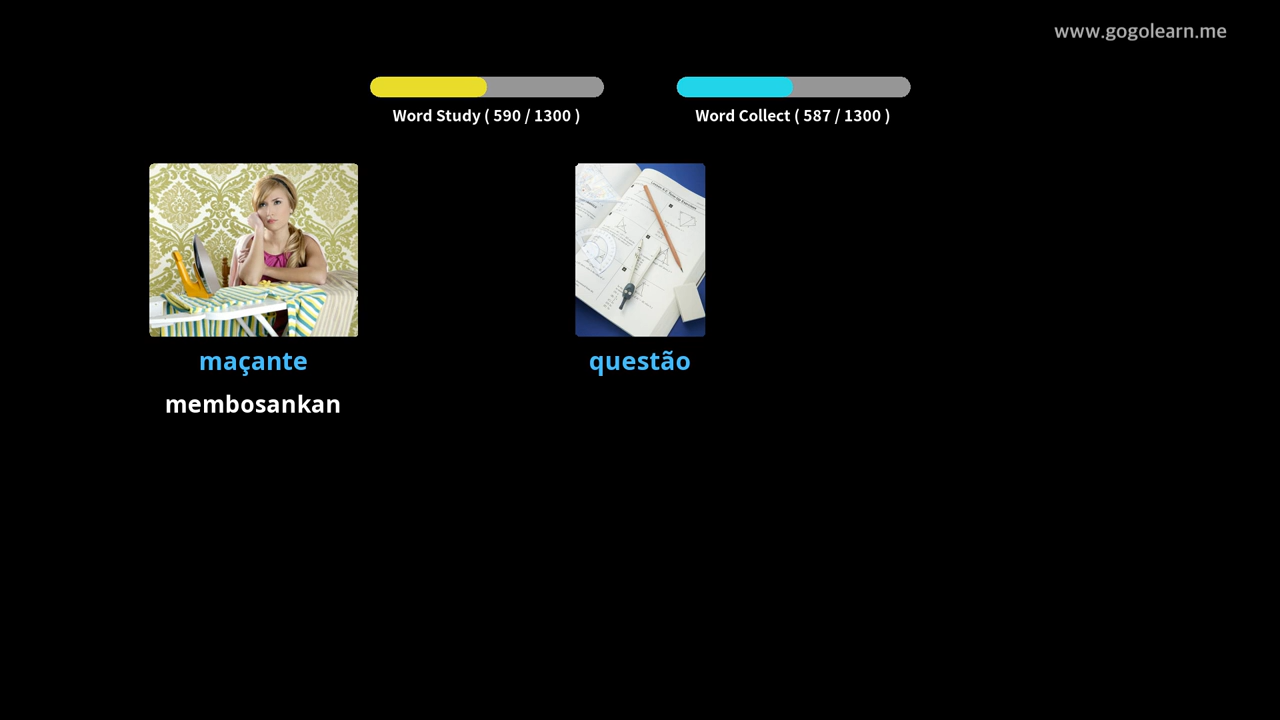 www.gogolearn.me
Word Study ( 590 / 1300 )
Word Collect ( 587 / 1300 )
maçante
questão
membosankan